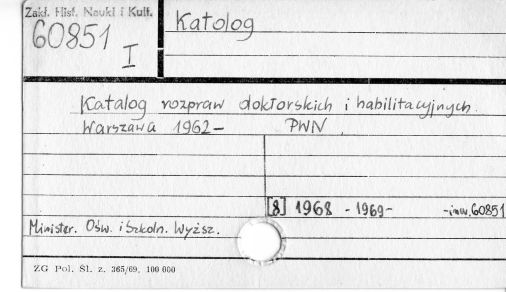 Zakł. Hist. Nauki i Kult.
60851
I
Katolog
Katalog rozpraw doktorskich i habilitacyjnych.
Warszawa 1962– PWN
[8] 1968 - 1969 - -inw. 60851
Minister. Ośw. i Szkoln. Wyższ.
ZG Pol. Śl. z. 365/69. 100 000